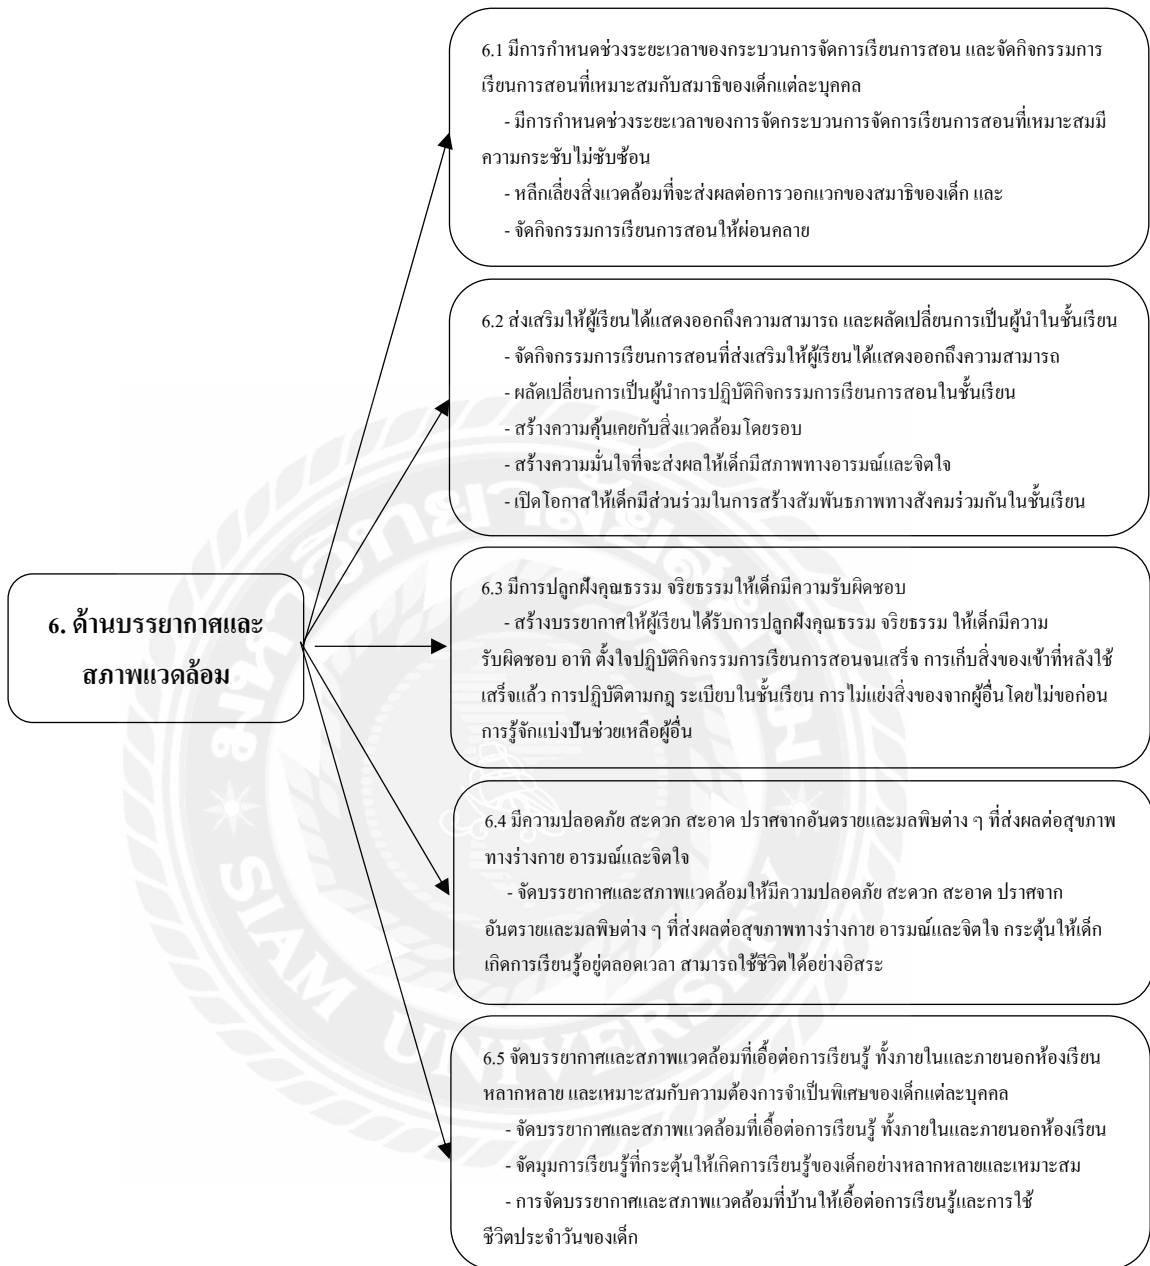 6.1 มีการกำหนดช่วงระยะเวลาของกระบวนการจัดการเรียนการสอน และจัดกิจกรรมการ
เรียนการสอนที่เหมาะสมกับสมาธิของเด็กแต่ละบุคคล
- มีการกำหนดช่วงระยะเวลาของการจัดกระบวนการจัดการเรียนการสอนที่เหมาะสมมี
ความกระชับไม่ซับซ้อน
- หลีกเลี่ยงสิ่งแวดล้อมที่จะส่งผลต่อการวอกแวกของสมาธิของเด็ก และ
- จัดกิจกรรมการเรียนการสอนให้ผ่อนคลาย
6.2 ส่งเสริมให้ผู้เรียนได้แสดงออกถึงความสามารถ และผลัดเปลี่ยนการเป็นผู้นำในชั้นเรียน
- จัดกิจกรรมการเรียนการสอนที่ส่งเสริมให้ผู้เรียนได้แสดงออกถึงความสามารถ
- ผลัดเปลี่ยนการเป็นผู้นำการปฏิบัติกิจกรรมการเรียนการสอนในชั้นเรียน
- สร้างความคุ้นเคยกับสิ่งแวดล้อมโดยรอบ
- สร้างความมั่นใจที่จะส่งผลให้เด็กมีสภาพทางอารมณ์และจิตใจ
- เปิดโอกาสให้เด็กมีส่วนร่วมในการสร้างสัมพันธภาพทางสังคมร่วมกันในชั้นเรียน
6. ด้านบรรยากาศและ
สภาพแวดล้อม
6.3 มีการปลูกฝังคุณธรรม จริยธรรมให้เด็กมีความรับผิดชอบ
- สร้างบรรยากาศให้ผู้เรียนได้รับการปลูกฝังคุณธรรม จริยธรรม ให้เด็กมีความ
รับผิดชอบ อาทิ ตั้งใจปฏิบัติกิจกรรมการเรียนการสอนจนเสร็จ การเก็บสิ่งของเข้าที่หลังใช้
เสร็จแล้ว การปฏิบัติตามกฎ ระเบียบในชั้นเรียน การไม่แย่งสิ่งของจากผู้อื่นโดยไม่ขอก่อน
การรู้จักแบ่งปันช่วยเหลือผู้อื่น
6.4 มีความปลอดภัย สะดวก สะอาด ปราศจากอันตรายและมลพิษต่าง ๆ ที่ส่งผลต่อสุขภาพ
ทางร่างกาย อารมณ์และจิตใจ
- จัดบรรยากาศและสภาพแวดล้อมให้มีความปลอดภัย สะดวก สะอาด ปราศจาก
อันตรายและมลพิษต่าง ๆ ที่ส่งผลต่อสุขภาพทางร่างกาย อารมณ์และจิตใจ กระตุ้นให้เด็ก
เกิดการเรียนรู้อยู่ตลอดเวลา สามารถใช้ชีวิตได้อย่างอิสระ
6.5 จัดบรรยากาศและสภาพแวดล้อมที่เอื้อต่อการเรียนรู้ ทั้งภายในและภายนอกห้องเรียน
หลากหลาย และเหมาะสมกับความต้องการจำเป็นพิเศษของเด็กแต่ละบุคคล
- จัดบรรยากาศและสภาพแวดล้อมที่เอื้อต่อการเรียนรู้ ทั้งภายในและภายนอกห้องเรียน
- จัดมุมการเรียนรู้ที่กระตุ้นให้เกิดการเรียนรู้ของเด็กอย่างหลากหลายและเหมาะสม
- การจัดบรรยากาศและสภาพแวดล้อมที่บ้านให้เอื้อต่อการเรียนรู้และการใช้
ชีวิตประจำวันของเด็ก
มหาวิทยาลัยสยาม
SIAM UNIVERSITY